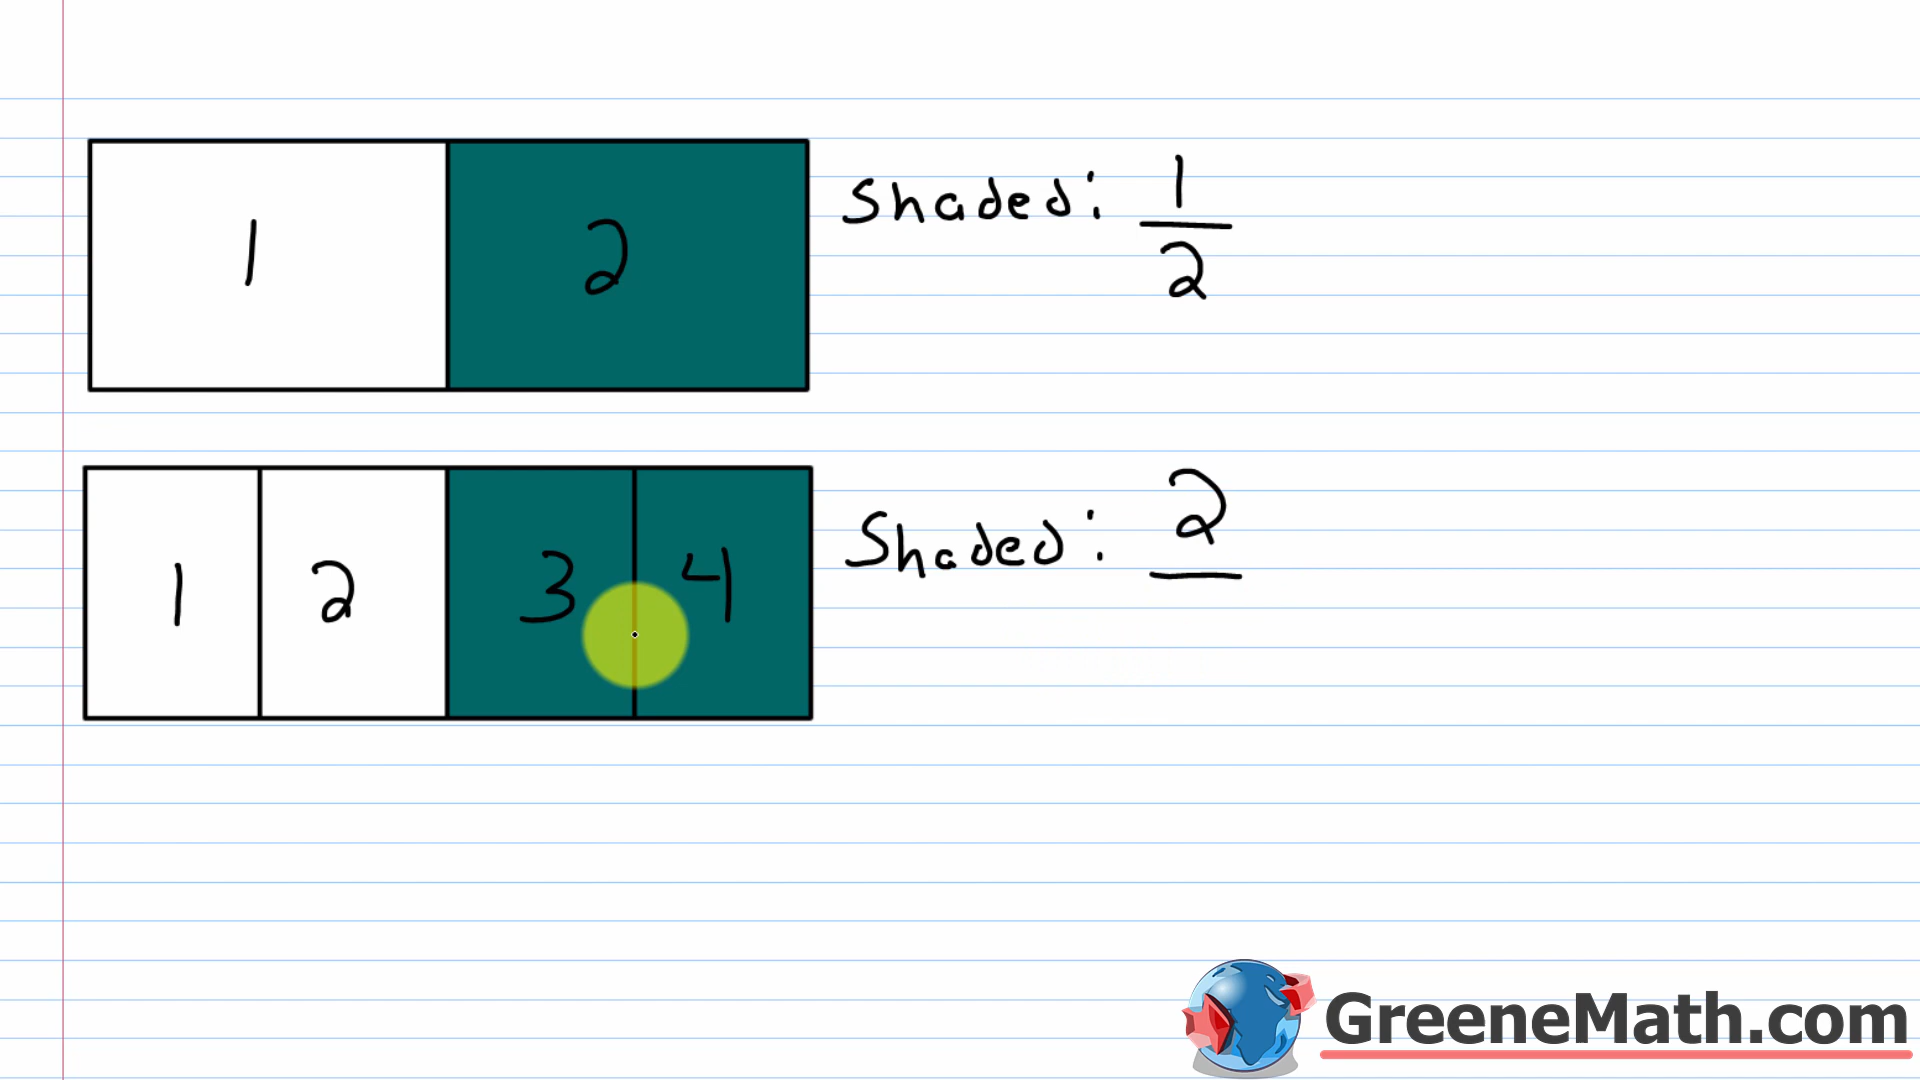 1 2
Shaded: 1
2
1 2 3 4
Shaded: 2
GreeneMath.com